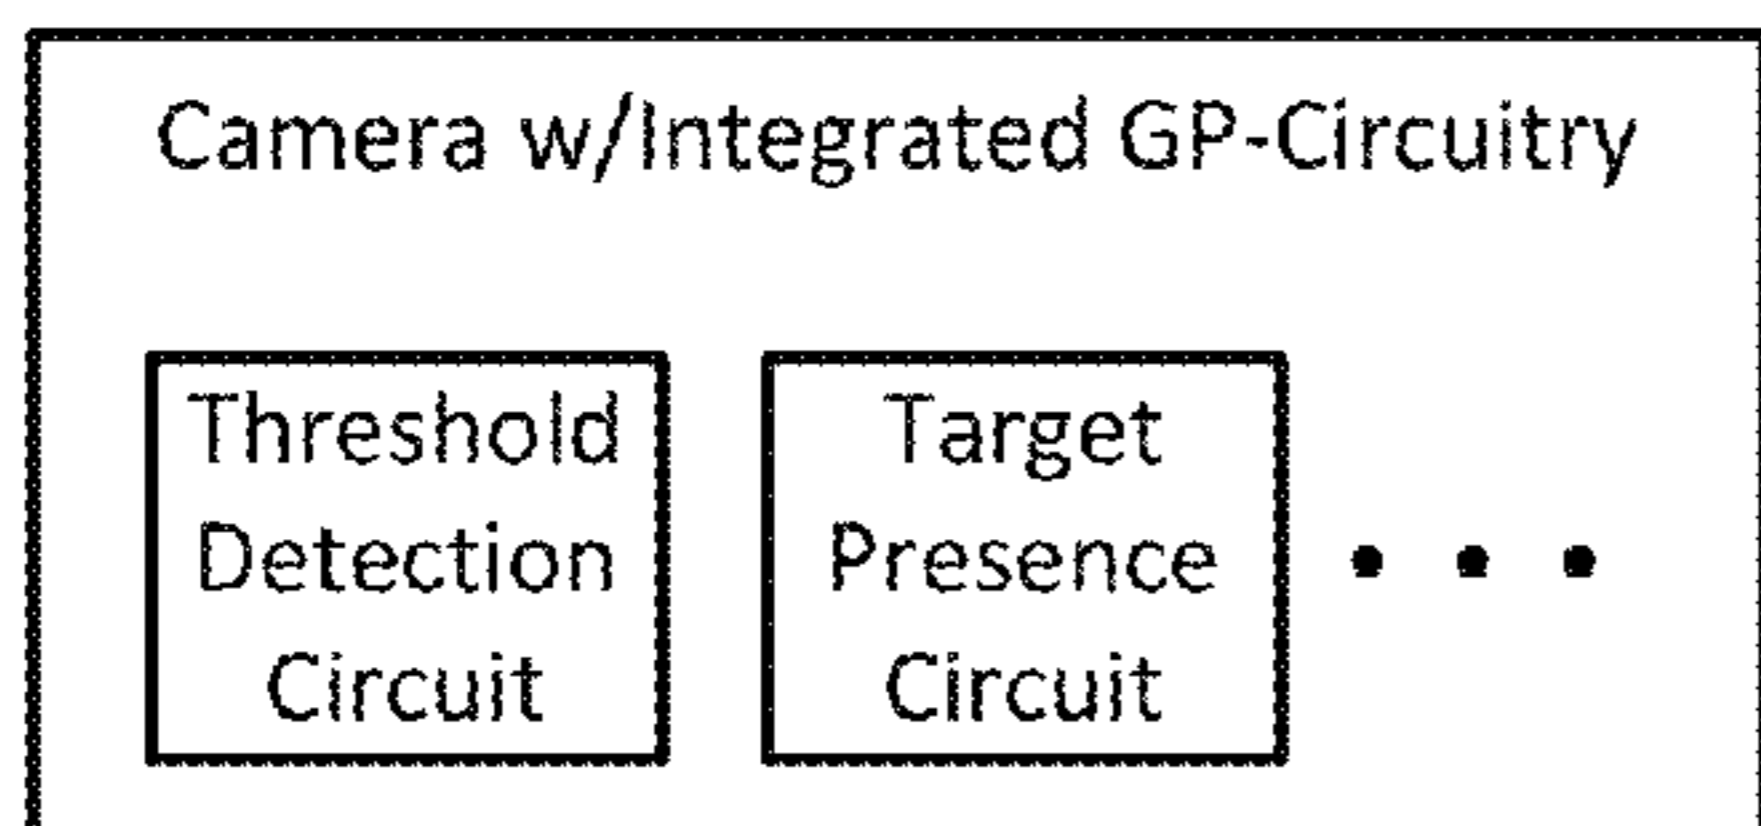 Camera w/Integrated GP-Circuitry
Threshold
Detection
Circuit
Target
Presence
Circuit
• • •